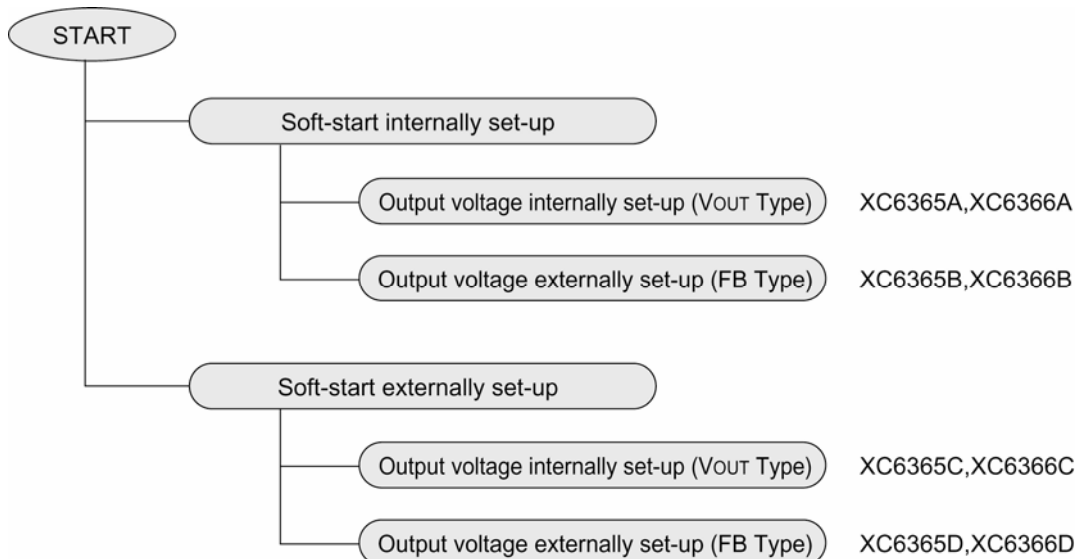 START
Soft-start internally set-up
Output voltage internally set-up (VOUT Type) XC6365A,XC6366A
Output voltage externally set-up (FB Type) XC6365B,XC6366B
Soft-start externally set-up
Output voltage internally set-up (VOUT Type) XC6365C,XC6366C
Output voltage externally set-up (FB Type) XC6365D,XC6366D